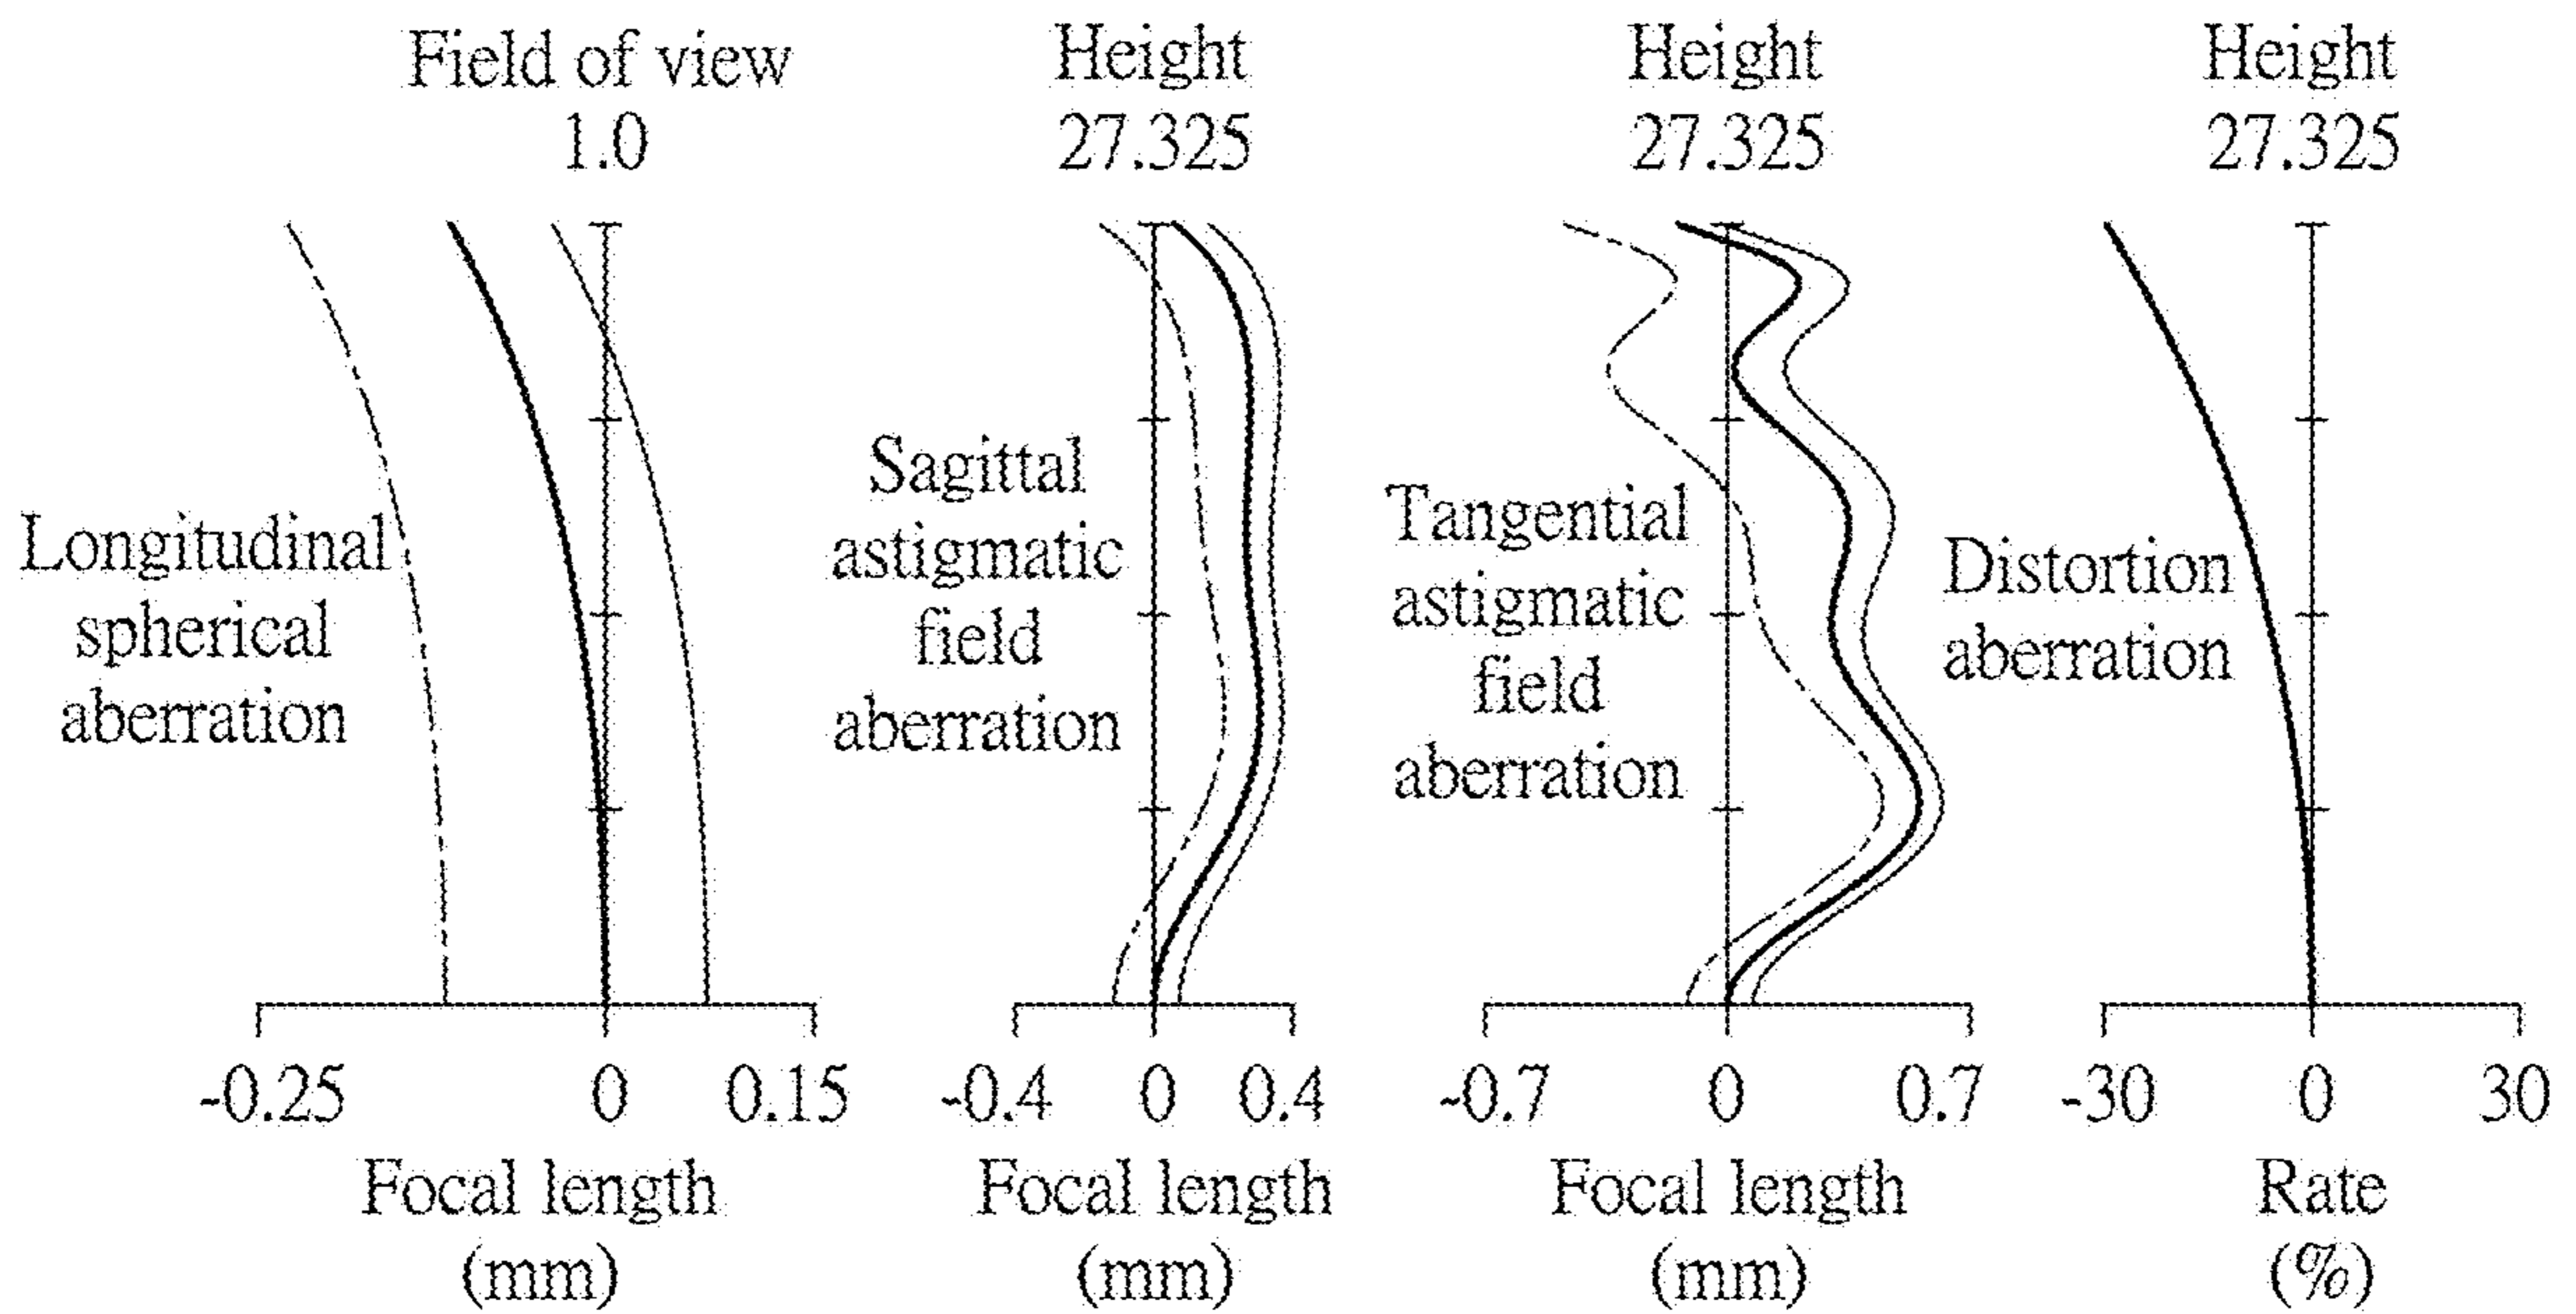 Field of view
1.0
Longitudinal
spherical
aberration
-0.25 0 0.15
Focal length
(mm)
Height
27.325
Sagittal
astigmatic
field
aberration
-0.4 0 0.4
Focal length
(mm)
Height
27.325
Tangential
astigmatic
field
aberration
-0.7 0 0.7
Focal length
(mm)
Height
27.325
Distortion
aberration
-30 0 30
Rate
(%)